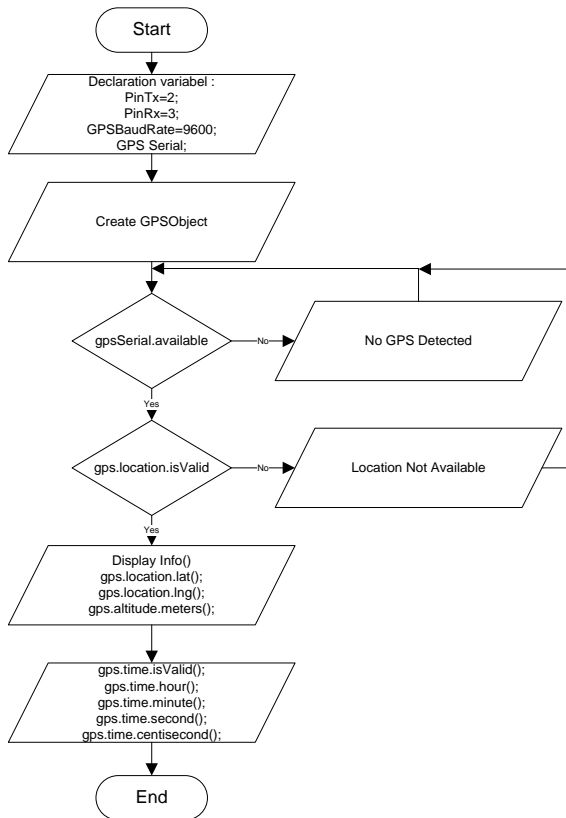 Start
Declaration variabel :
PinTx=2;
PinRx=3;
GPSBaudRate=9600;
GPS Serial;
Create GPSObject
gpsSerial.available
No
No GPS Detected
Yes
gps.location.isValid
No
Location Not Available
Yes
Display Info()
gps.location.lat();
gps.location.lng();
gps.altitude.meters();
gps.time.isValid();
gps.time.hour();
gps.time.minute();
gps.time.second();
gps.time.centisecond();
End